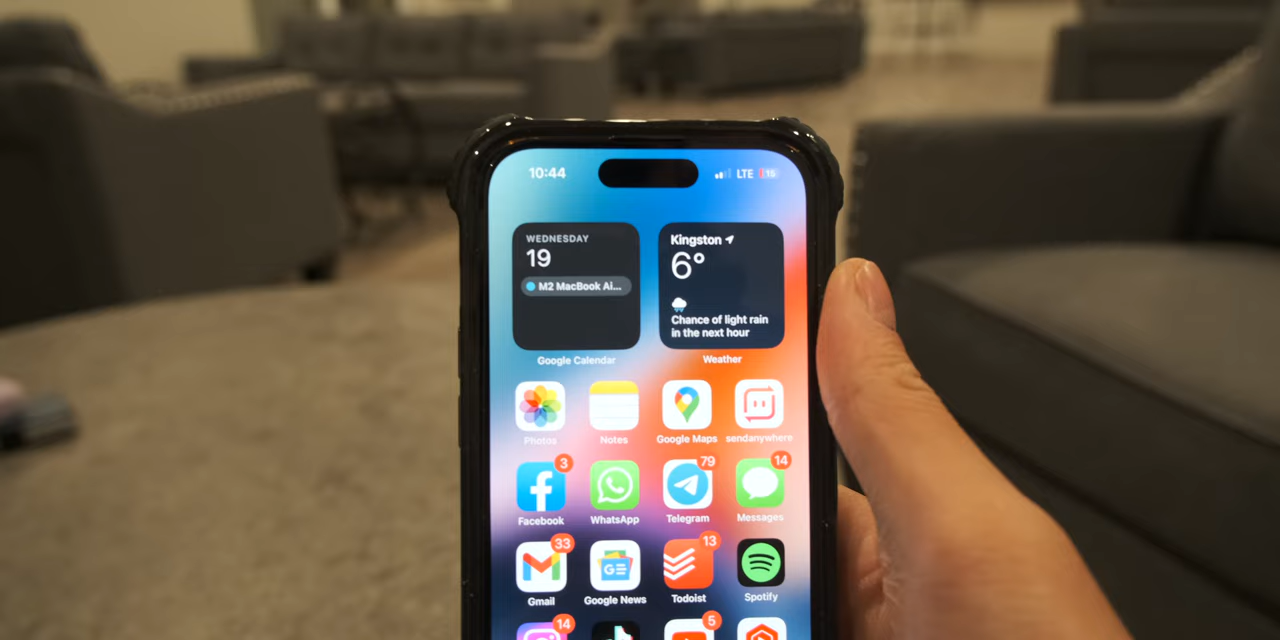 10:44 LTE 15
WEDNESDAY
19
M2 MacBook Ai...
Google Calendar
Kingston
6°
Chance of light rain
in the next hour
Weather
Photos Notes Google Maps sendanywhere
3 79 14
Facebook WhatsApp Telegram Messages
33 13
GE
Gmail Google News Todoist Spotify
14 5